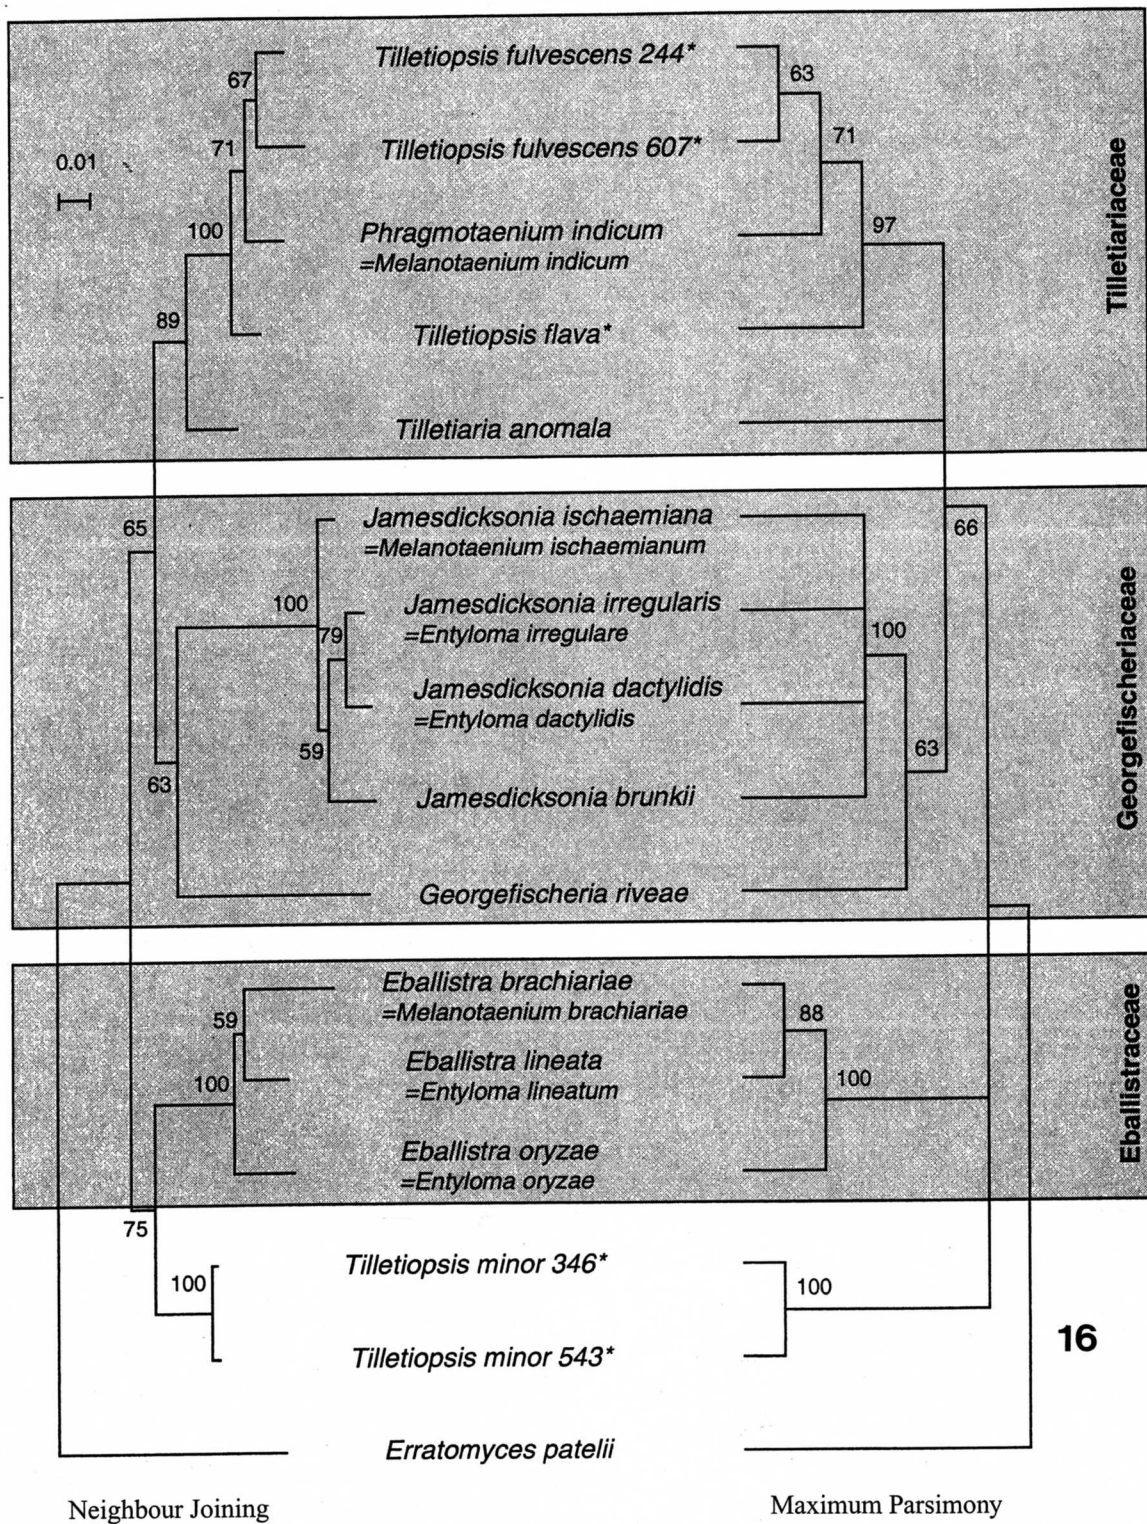 Tilletiopsis fulvescens 244*
67
63
Tilletiopsis fulvescens 607*
71
71
0.01
Phragmotaenium indicum
=Melanotaenium indicum
100
97
Tilletiopsis flava*
89
Tilletiaria anomala
Tilletiariaceae
Jamesdicksonia ischaemiana
=Melanotaenium ischaemianum
65
66
Jamesdicksonia irregularis
=Entyloma irregulare
100
79
100
Jamesdicksonia dactylidis
=Entyloma dactylidis
59
63
63
Jamesdicksonia brunkii
Georgefischeria riveae
Georgefischeriaceae
Eballistra brachiariae
=Melanotaenium brachiariae
59
88
Eballistra lineata
=Entyloma lineatum
100
100
Eballistra oryzae
=Entyloma oryzae
Eballistraceae
75
Tilletiopsis minor 346*
100
100
Tilletiopsis minor 543*
16
Erratomyces patelii
Neighbour Joining
Maximum Parsimony